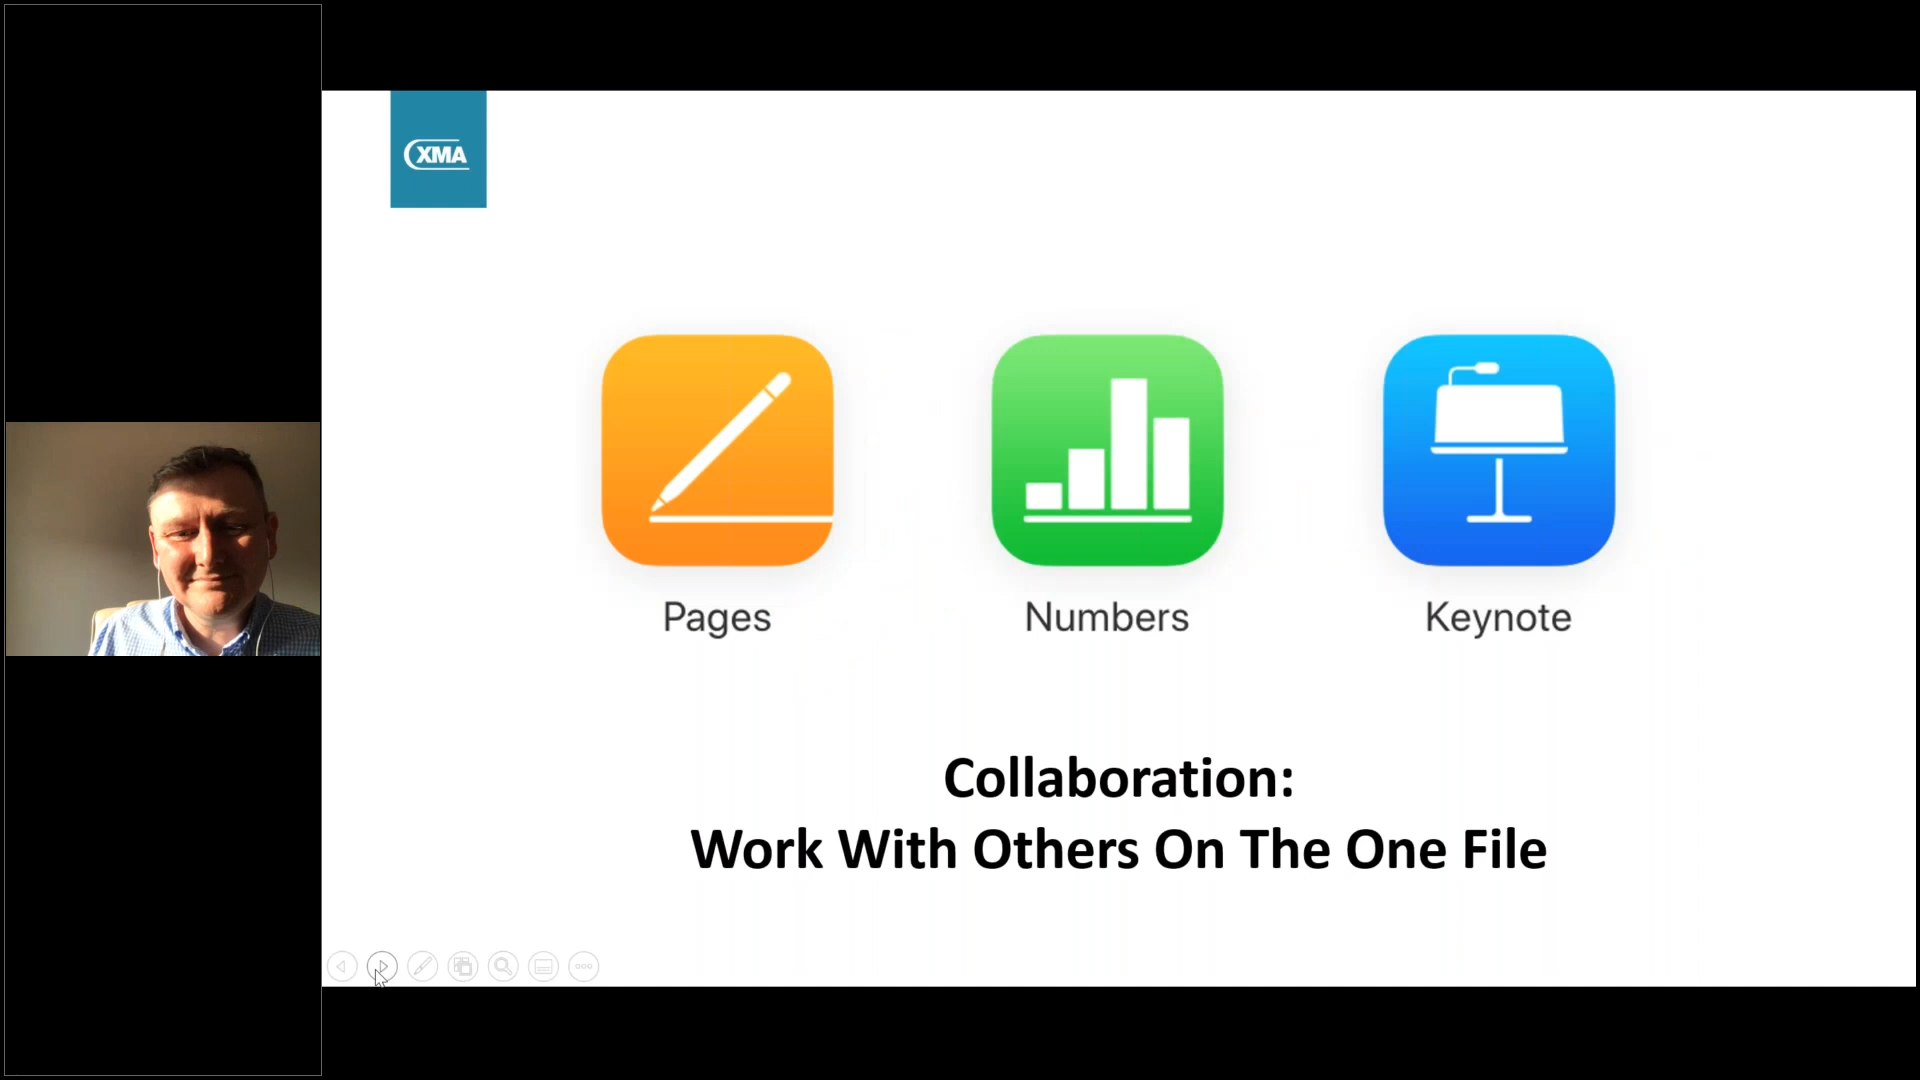 XMA
Pages
Numbers
Keynote
Collaboration:
Work With Others On The One File